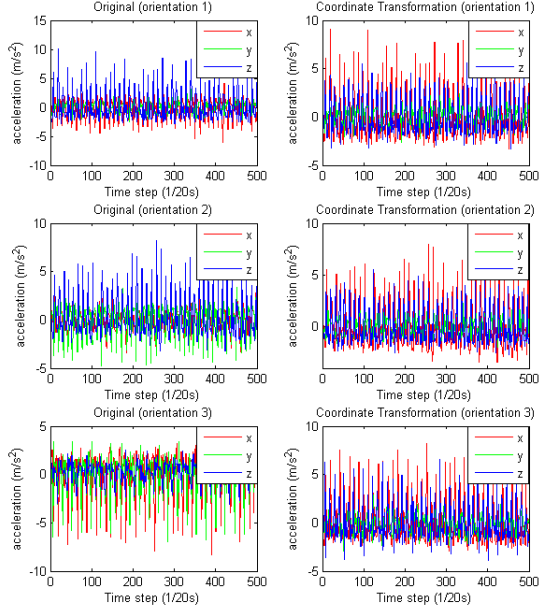 Original (orientation 1)
15
10
5
0
-5
-10
acceleration (m/s²)
x
y
z
0 100 200 300 400 500
Time step (1/20s)
Coordinate Transformation (orientation 1)
10
5
0
-5
acceleration (m/s²)
x
y
z
0 100 200 300 400 500
Time step (1/20s)
Original (orientation 2)
10
5
0
-5
acceleration (m/s²)
x
y
z
0 100 200 300 400 500
Time step (1/20s)
Coordinate Transformation (orientation 2)
10
5
0
acceleration (m/s²)
x
y
z
0 100 200 300 400 500
Time step (1/20s)
Original (orientation 3)
5
0
-5
-10
acceleration (m/s²)
x
y
z
0 100 200 300 400 500
Time step (1/20s)
Coordinate Transformation (orientation 3)
10
5
0
-5
acceleration (m/s²)
x
y
z
0 100 200 300 400 500
Time step (1/20s)